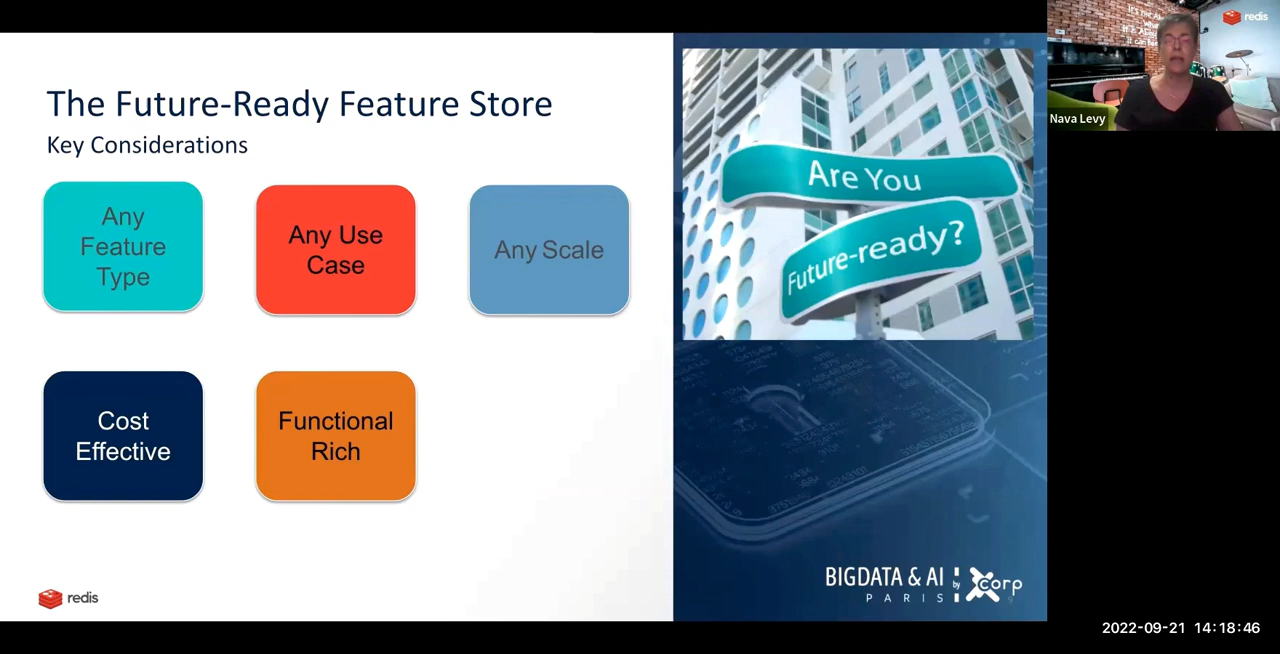 The Future-Ready Feature Store
Key Considerations
Any
Feature
Type
Any Use
Case
Any Scale
Cost
Effective
Functional
Rich
redis
Are You
Future-ready?
BIGDATA & AI
by
corp
PARIS
redis
Nava Levy
2022-09-21 14:18:46